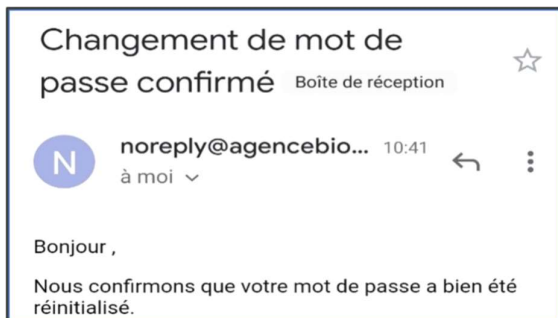 Changement de mot de
passe confirmé Boîte de réception
N
noreply@agencebio... 10:41
à moi
Bonjour ,
Nous confirmons que votre mot de passe a bien été
réinitialisé.